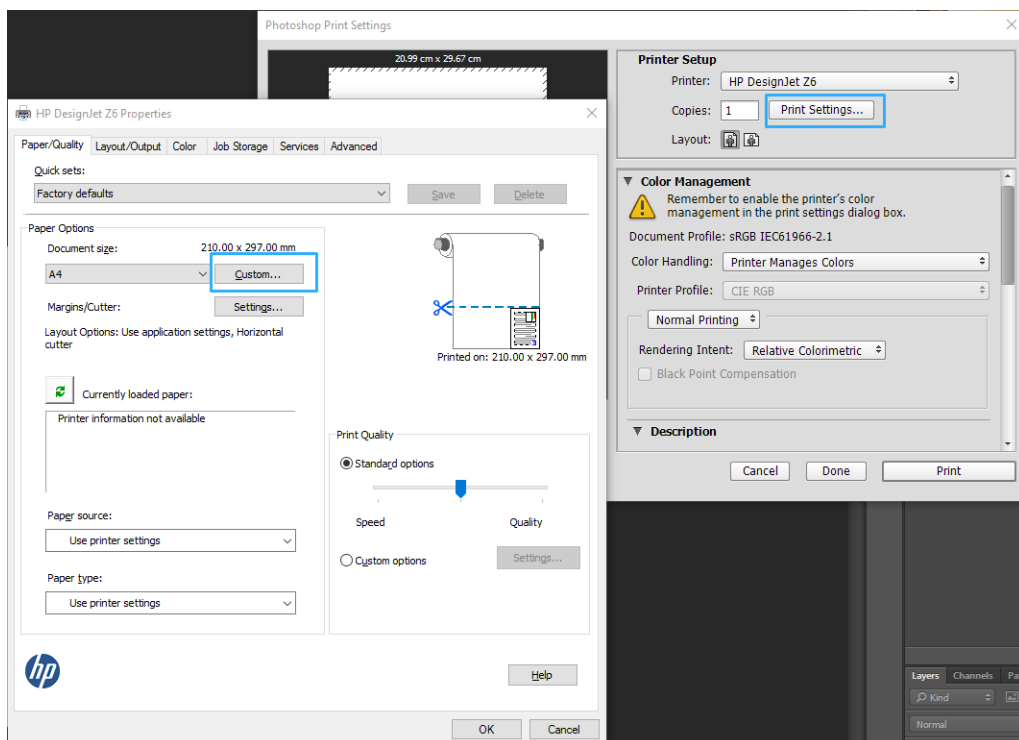 Photoshop Print Settings
20.99 cm x 29.67 cm
Printer Setup
Printer: HP DesignJet Z6
Copies: 1 Print Settings...
Layout:
Color Management
Remember to enable the printer's color
management in the print settings dialog box.
Document Profile: sRGB IEC61966-2.1
Color Handling: Printer Manages Colors
Printer Profile: CIE RGB
Normal Printing
Rendering Intent: Relative Colorimetric
Black Point Compensation
Description
Cancel Done Print
HP DesignJet Z6 Properties
Paper/Quality Layout/Output Color Job Storage Services Advanced
Quick sets:
Factory defaults Save Delete
Paper Options
Document size: 210.00 x 297.00 mm
A4 Custom...
Margins/Cutter: Settings...
Layout Options: Use application settings, Horizontal
cutter
Printed on: 210.00 x 297.00 mm
Currently loaded paper:
Printer information not available
Paper source:
Use printer settings
Paper type:
Use printer settings
Print Quality
Standard options
Speed Quality
Custom options Settings...
hp
Help
OK Cancel
Layers Channels Pa
Kind
Normal